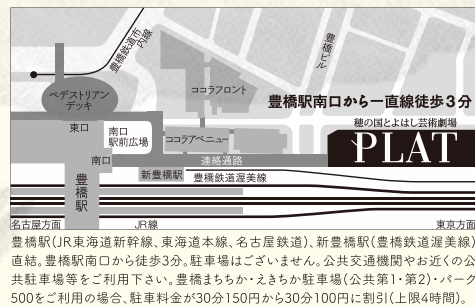 豊橋鉄道市内線
豊橋ビル
ペデストリアンデッキ
ココラフロント
豊橋駅南口から一直線徒歩3分
穂の国とよはし芸術劇場
PLAT
東口
南口駅前広場
ココラアベニュー
南口
連絡通路
豊橋駅
新豊橋駅
豊橋鉄道渥美線
名古屋方面
JR線
東京方面
豊橋駅(JR東海道新幹線、東海道本線、名古屋鉄道)、新豊橋駅(豊橋鉄道渥美線)
直結。豊橋駅南口から徒歩3分。駐車場はございません。公共交通機関やお近くの公
共駐車場等をご利用下さい。豊橋まちちか・えきちか駐車場(公共第1・第2)・パーク
500をご利用の場合、駐車料金が30分150円から30分100円に割引(上限4時間)。